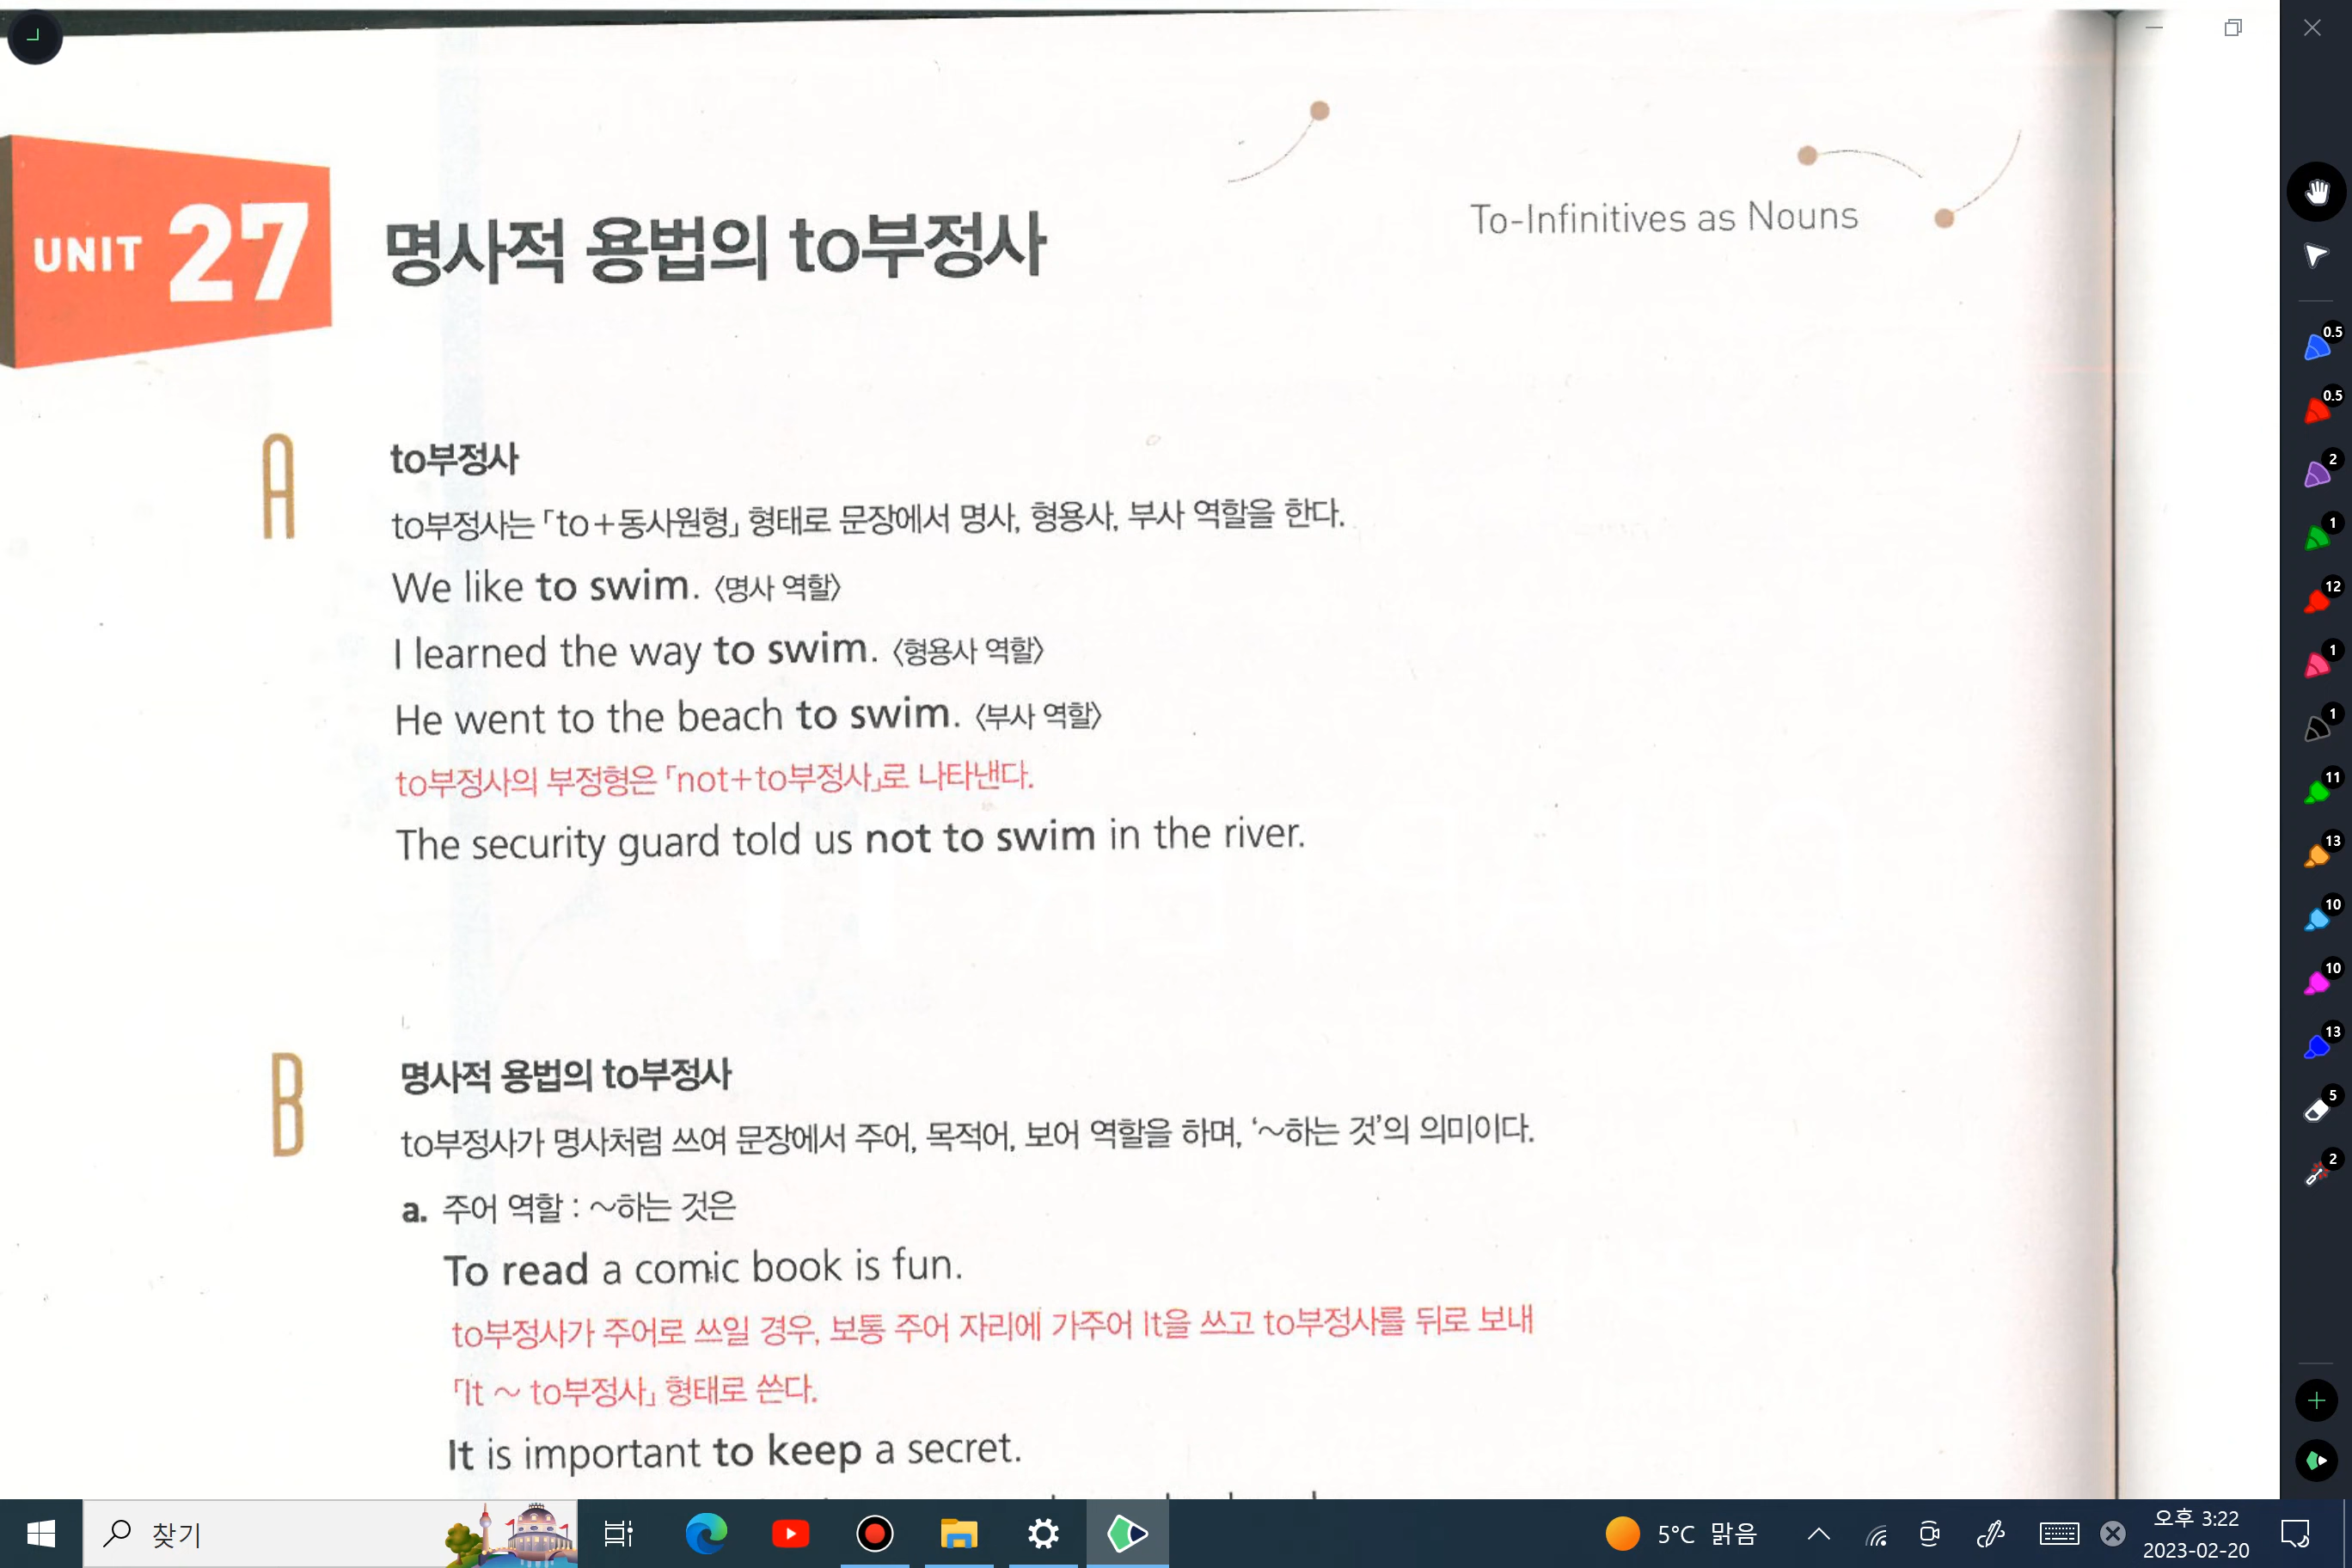 UNIT 27
명사적 용법의 to부정사
To-Infinitives as Nouns
A
to부정사
to부정사는 「to+동사원형」 형태로 문장에서 명사, 형용사, 부사 역할을 한다.
We like to swim. 〈명사 역할〉
I learned the way to swim. 〈형용사 역할〉
He went to the beach to swim. 〈부사 역할〉
to부정사의 부정형은 「not+to부정사」로 나타낸다.
The security guard told us not to swim in the river.
B
명사적 용법의 to부정사
to부정사가 명사처럼 쓰여 문장에서 주어, 목적어, 보어 역할을 하며, ‘~하는 것’의 의미이다.
a. 주어 역할 : ~하는 것은
To read a comic book is fun.
to부정사가 주어로 쓰일 경우, 보통 주어 자리에 가주어 It을 쓰고 to부정사를 뒤로 보내
「It ~ to부정사」 형태로 쓴다.
It is important to keep a secret.
0.5
0.5
2
1
12
1
1
11
13
10
10
13
5
2
찾기
5°C 맑음
오후 3:22
2023-02-20